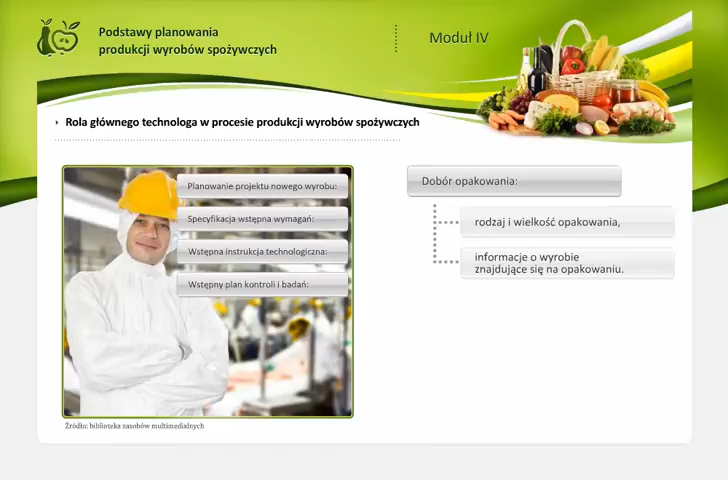 Podstawy planowania
produkcji wyrobów spożywczych
Moduł IV
Rola głównego technologa w procesie produkcji wyrobów spożywczych
Planowanie projektu nowego wyrobu:
Specyfikacja wstępna wymagań:
Wstępna instrukcja technologiczna:
Wstępny plan kontroli i badań:
Dobór opakowania:
rodzaj i wielkość opakowania,
informacje o wyrobie
znajdujące się na opakowaniu.
Źródło: biblioteka zasobów multimedialnych